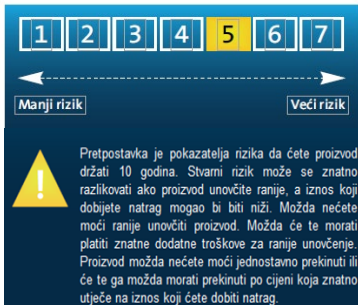 1 2 3 4 5 6 7
Manji rizik Veći rizik
Pretpostavka je pokazatelja rizika da ćete proizvod
držati 10 godina. Stvarni rizik može se znatno
razlikovati ako proizvod unovčite ranije, a iznos koji
dobijete natrag mogao bi biti niži. Možda nećete
moći ranije unovčiti proizvod. Možda će te morati
platiti znatne dodatne troškove za ranije unovčenje.
Proizvod možda nećete moći jednostavno prekinuti ili
će te ga možda morati prekinuti po cijeni koja znatno
utječe na iznos koji ćete dobiti natrag.